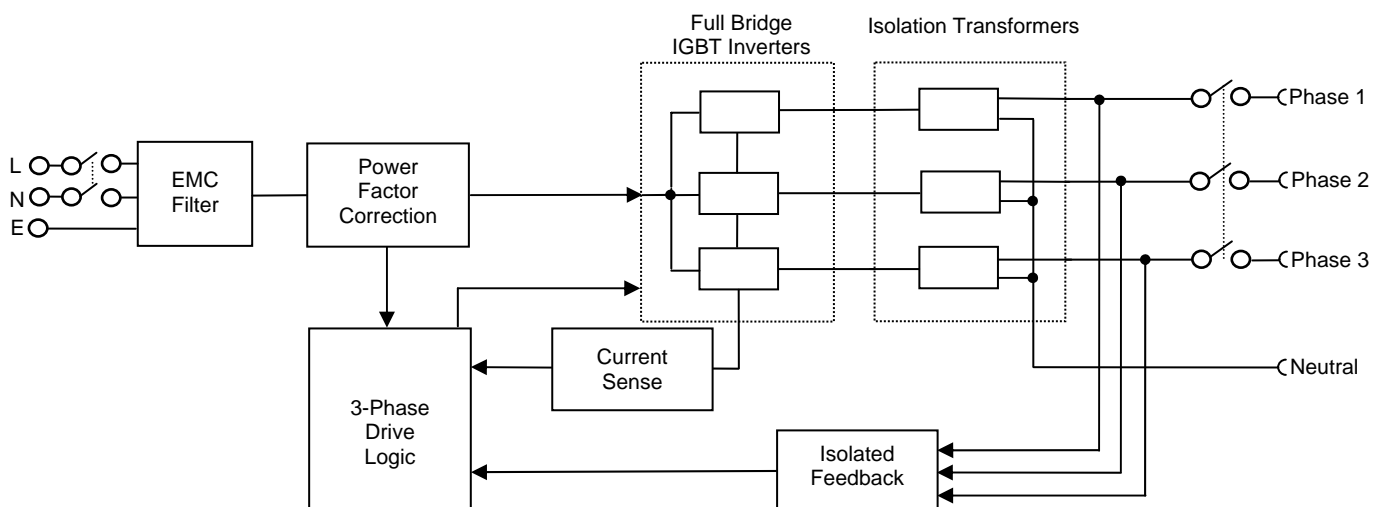 Full Bridge
IGBT Inverters
Isolation Transformers
Phase 1
L
N
E
EMC
Filter
Power
Factor
Correction
Phase 2
Phase 3
Current
Sense
Neutral
3-Phase
Drive
Logic
Isolated
Feedback